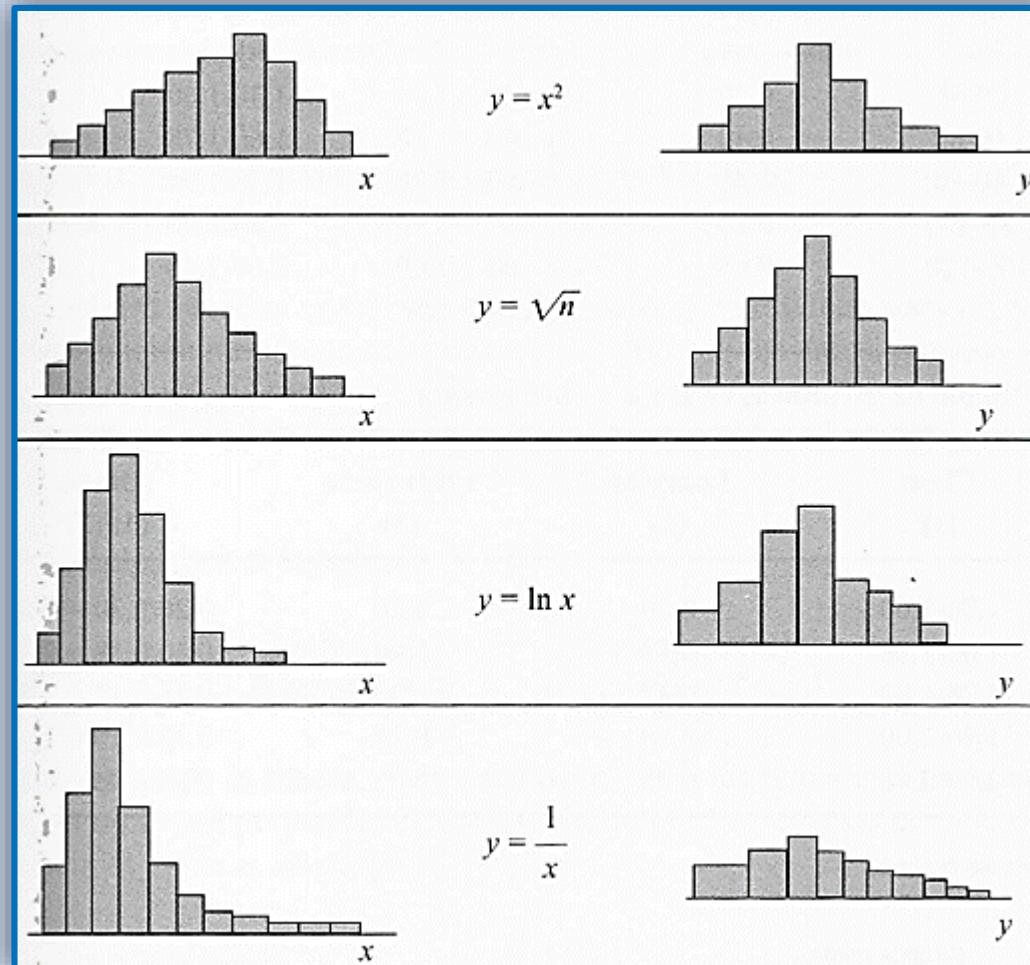 y = x²
x
y
y = √n
x
y
y = ln x
x
y
y = 1/x
x
y